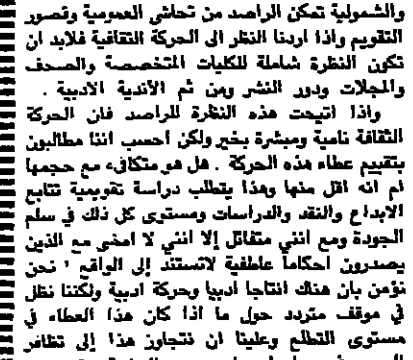 والشمولية تمكن الراصد من تحاشى العمومية وقصور
التقويم واذا اردنا النظر الى الحركة الثقافية فلابد ان
تكون النظرة شاملة للكليات المتخصصة والصحف
والمجلات ودور النشر ومن ثم الأندية الادبية .
واذا اتيحت هذه النظرة للراصد فان الحركة
الثقافة نامية ومبشرة بخير ولكن احسب اننا مطالبون
بتقييم عطاء هذه الحركة . هل هو متكافىء مع حجمها
ام انه اقل منها وهذا يتطلب دراسة تقويمية تتابع
الابداع والنقد والدراسات ومستوى كل ذلك في سلم
الجودة ومع انني متفائل إلا انني لا امضى مع الذين
يصدرون احكاماً عاطفية لاتستند إلى الواقع ' نحن
نؤمن بان هناك انتاجا ادبيا وحركة ادبية ولكننا نظل
في موقف متردد حول ما اذا كان هذا العطاء في
مستوى التطلع وعلينا ان نتجاوز هذا إلى تظافر